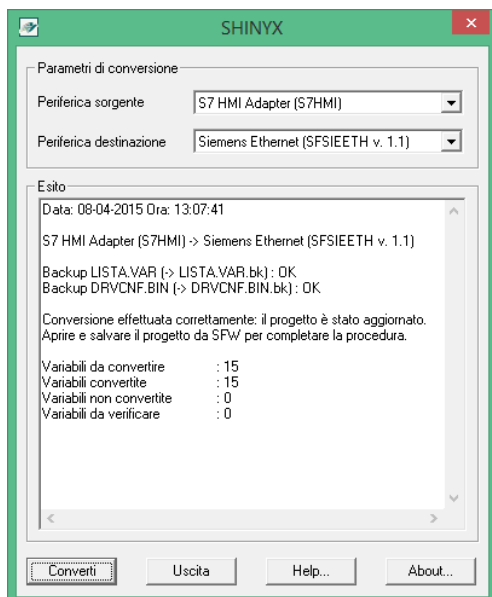 SHINYX
Parametri di conversione
Periferica sorgente S7 HMI Adapter (S7HMI)
Periferica destinazione Siemens Ethernet (SFSIEETH v. 1.1)
Esito
Data: 08-04-2015 Ora: 13:07:41
S7 HMI Adapter (S7HMI) -> Siemens Ethernet (SFSIEETH v. 1.1)
Backup LISTA.VAR (-> LISTA.VAR.bk) : OK
Backup DRVCNF.BIN (-> DRVCNF.BIN.bk) : OK
Conversione effettuata correttamente: il progetto è stato aggiornato.
Aprire e salvare il progetto da SFW per completare la procedura.
Variabili da convertire : 15
Variabili convertite : 15
Variabili non convertite : 0
Variabili da verificare : 0
Converti Uscita Help... About...